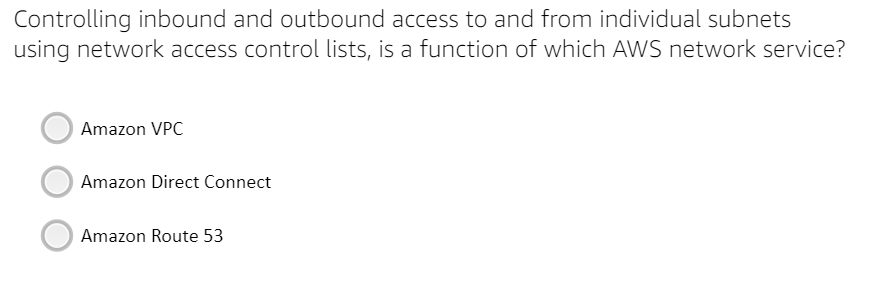 Controlling inbound and outbound access to and from individual subnets
using network access control lists, is a function of which AWS network service?
Amazon VPC
Amazon Direct Connect
Amazon Route 53